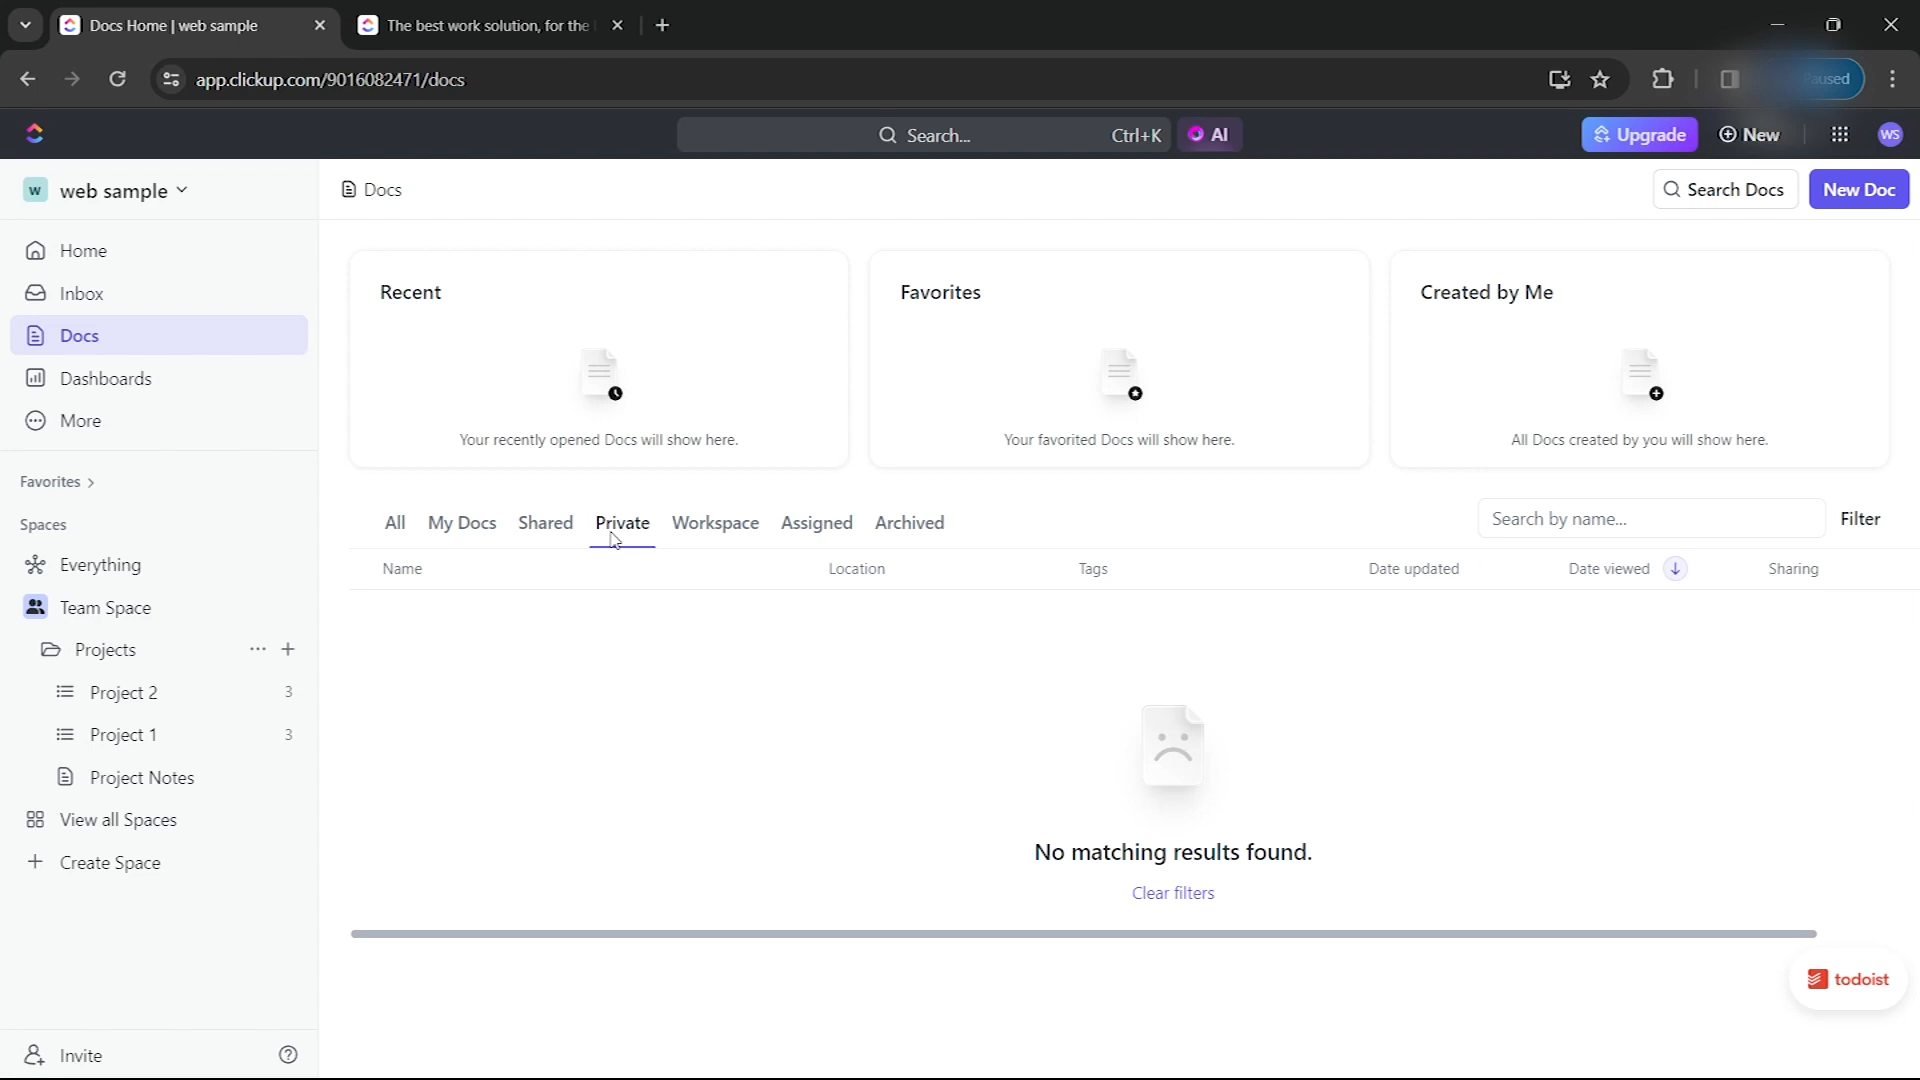 Docs Home | web sample
The best work solution, for the
app.clickup.com/9016082471/docs
Search... Ctrl+K
AI
Upgrade
New
WS
W web sample
Docs
Search Docs
New Doc
Home
Inbox
Docs
Dashboards
More
Favorites
Spaces
Everything
Team Space
Projects
Project 2 3
Project 1 3
Project Notes
View all Spaces
Create Space
Invite
Recent
Your recently opened Docs will show here.
Favorites
Your favorited Docs will show here.
Created by Me
All Docs created by you will show here.
All My Docs Shared Private Workspace Assigned Archived
Search by name...
Filter
Name Location Tags Date updated Date viewed Sharing
No matching results found.
Clear filters
todoist